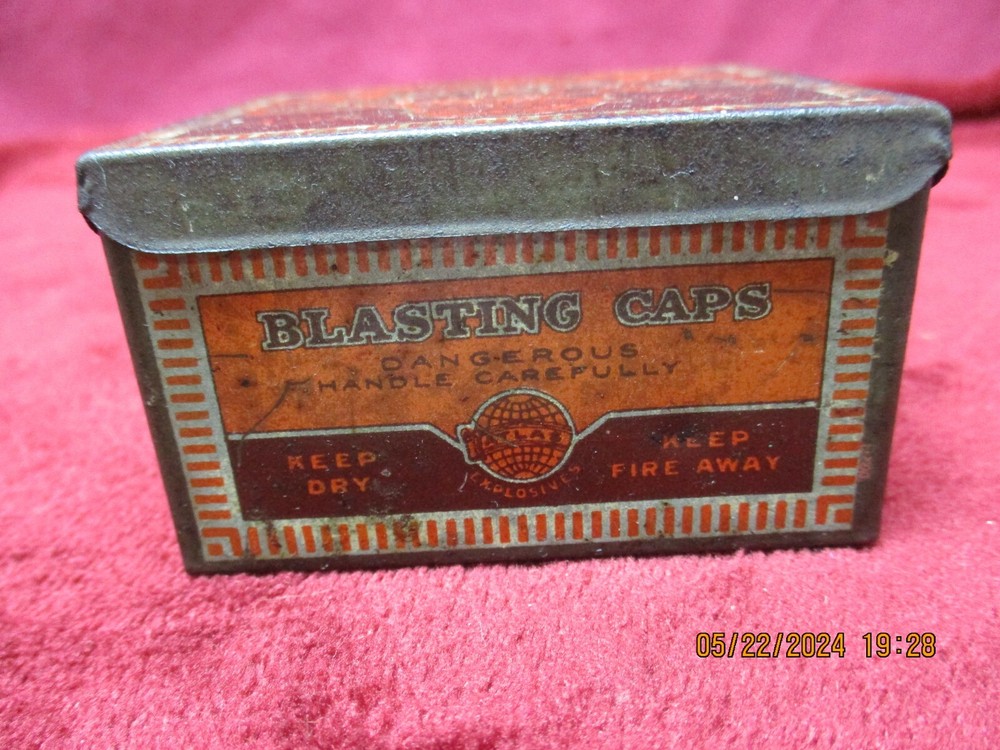 BLASTING CAPS
DANGEROUS
HANDLE CAREFULLY
KEEP
DRY
ATLAS
EXPLOSIVES
KEEP
FIRE AWAY
05/22/2024 19:28